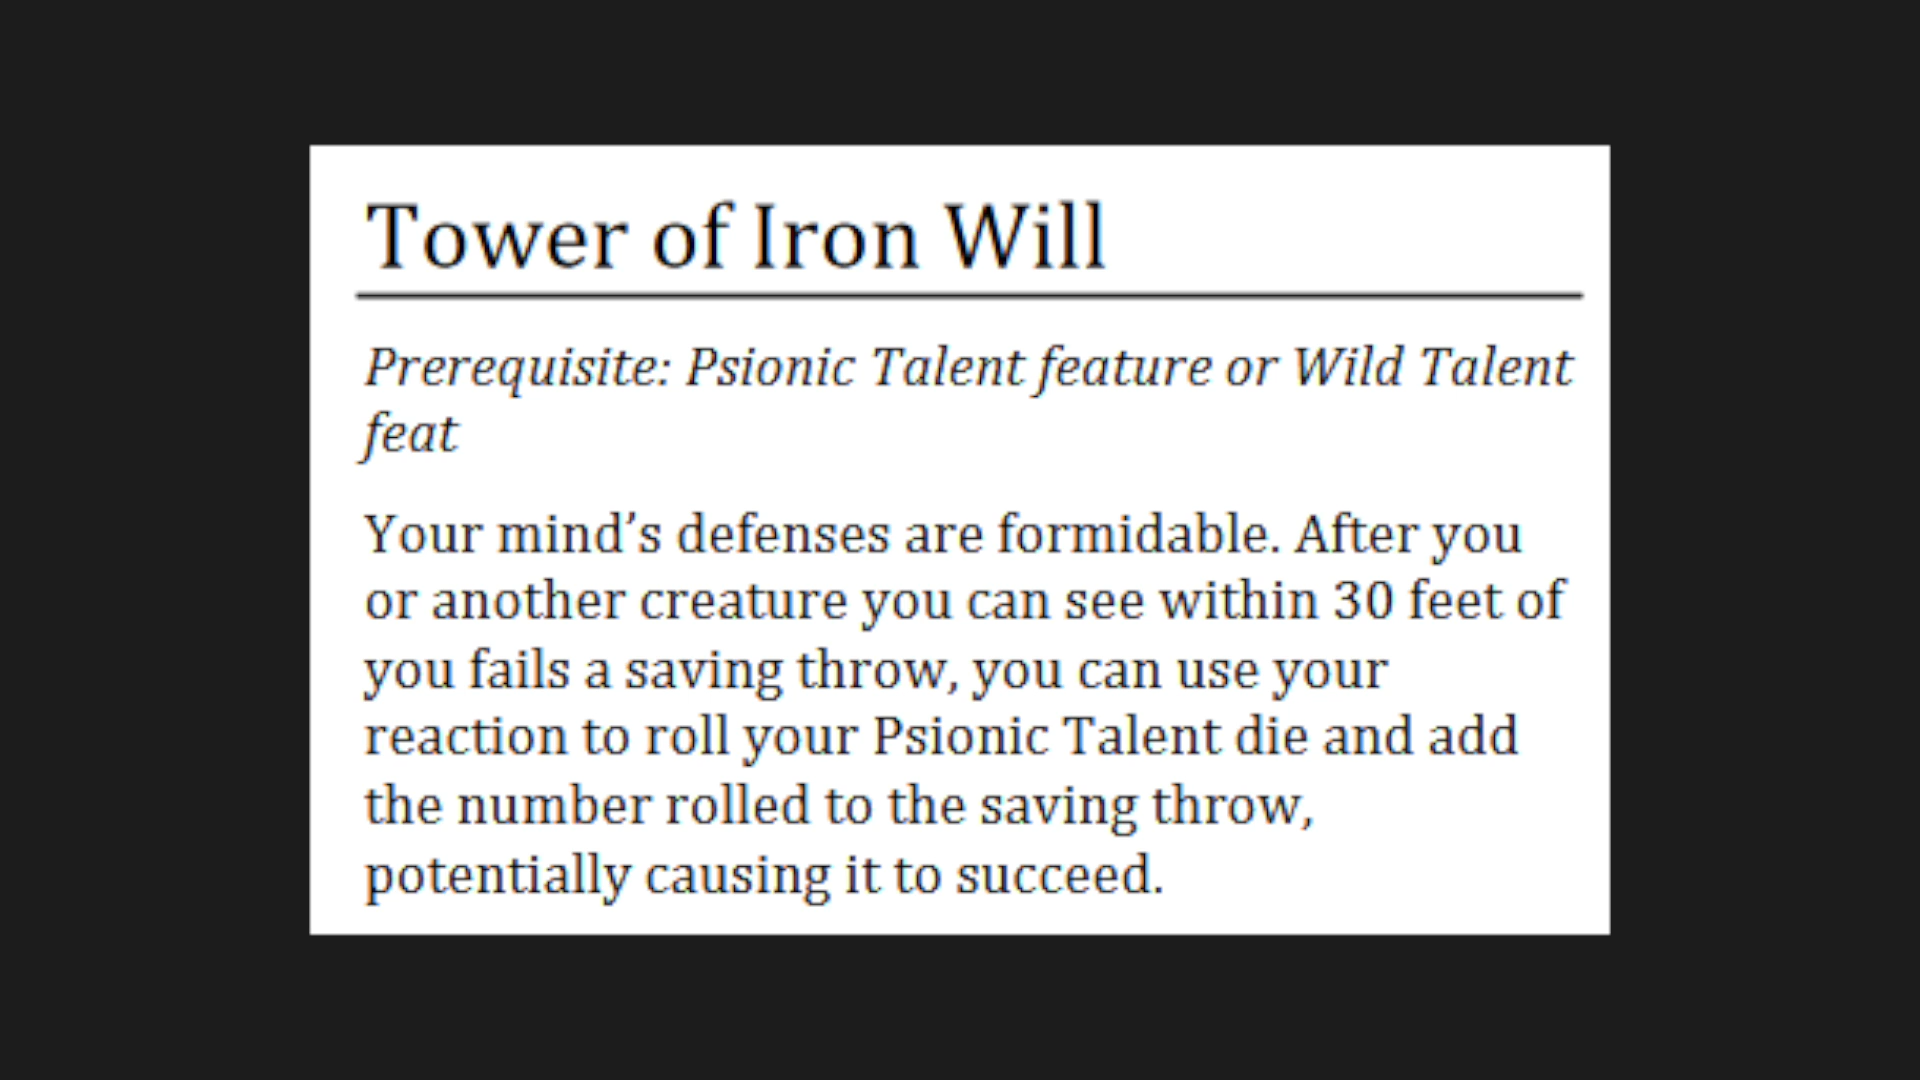 Tower of Iron Will
Prerequisite: Psionic Talent feature or Wild Talent
feat
Your mind’s defenses are formidable. After you
or another creature you can see within 30 feet of
you fails a saving throw, you can use your
reaction to roll your Psionic Talent die and add
the number rolled to the saving throw,
potentially causing it to succeed.